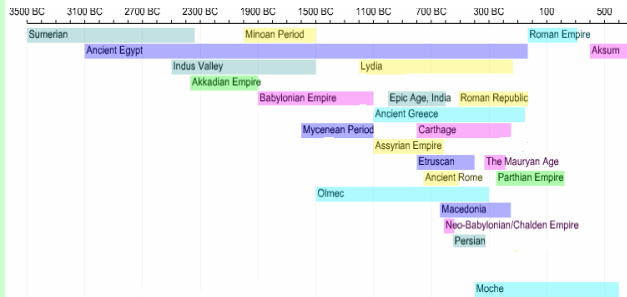 3500 BC 3100 BC 2700 BC 2300 BC 1900 BC 1500 BC 1100 BC 700 BC 300 BC 100 500
Sumerian Minoan Period Roman Empire
Ancient Egypt Aksum
Indus Valley Lydia
Akkadian Empire
Babylonian Empire Epic Age, India Roman Republic
Ancient Greece
Mycenean Period Carthage
Assyrian Empire
Etruscan The Mauryan Age
Ancient Rome Parthian Empire
Olmec
Macedonia
Neo-Babylonian/Chalden Empire
Persian
Moche